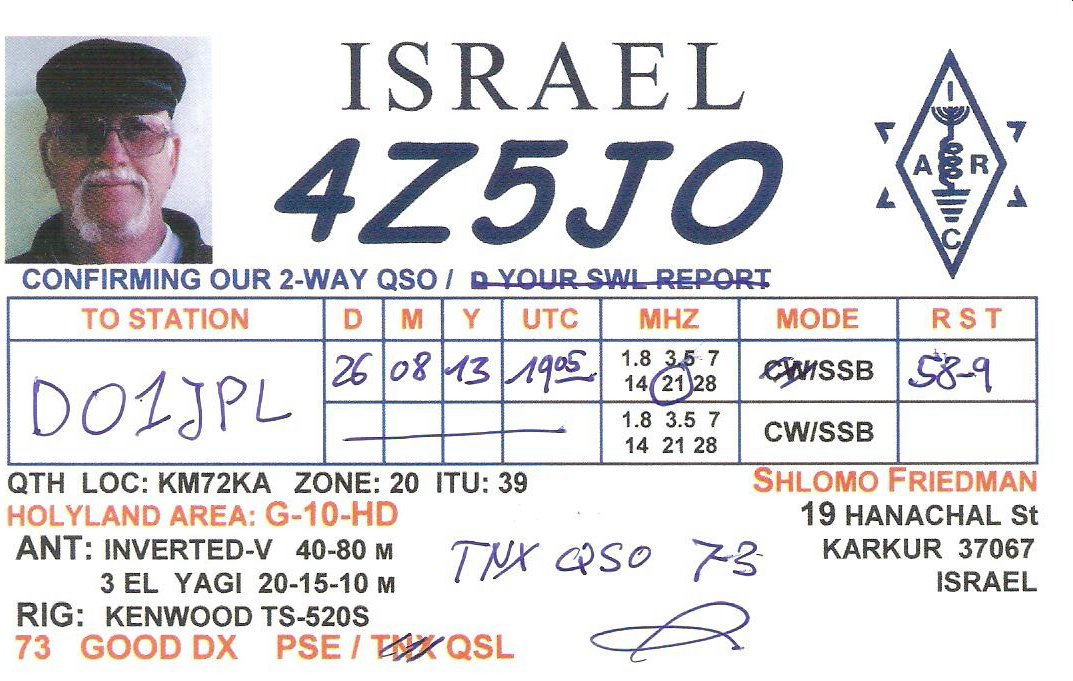 ISRAEL
4Z5JO
I
A R
C
CONFIRMING OUR 2-WAY QSO / YOUR SWL REPORT
TO STATION D M Y UTC MHZ MODE R S T
DO1JPL 26 08 13 1905 1.8 3.5 7 CW/SSB 58-9
14 21 28
1.8 3.5 7 CW/SSB
14 21 28
QTH LOC: KM72KA ZONE: 20 ITU: 39
HOLYLAND AREA: G-10-HD
ANT: INVERTED-V 40-80 M
3 EL YAGI 20-15-10 M
RIG: KENWOOD TS-520S
73 GOOD DX PSE / TNX QSL
SHLOMO FRIEDMAN
19 HANACHAL St
KARKUR 37067
ISRAEL
TNX QSO 73